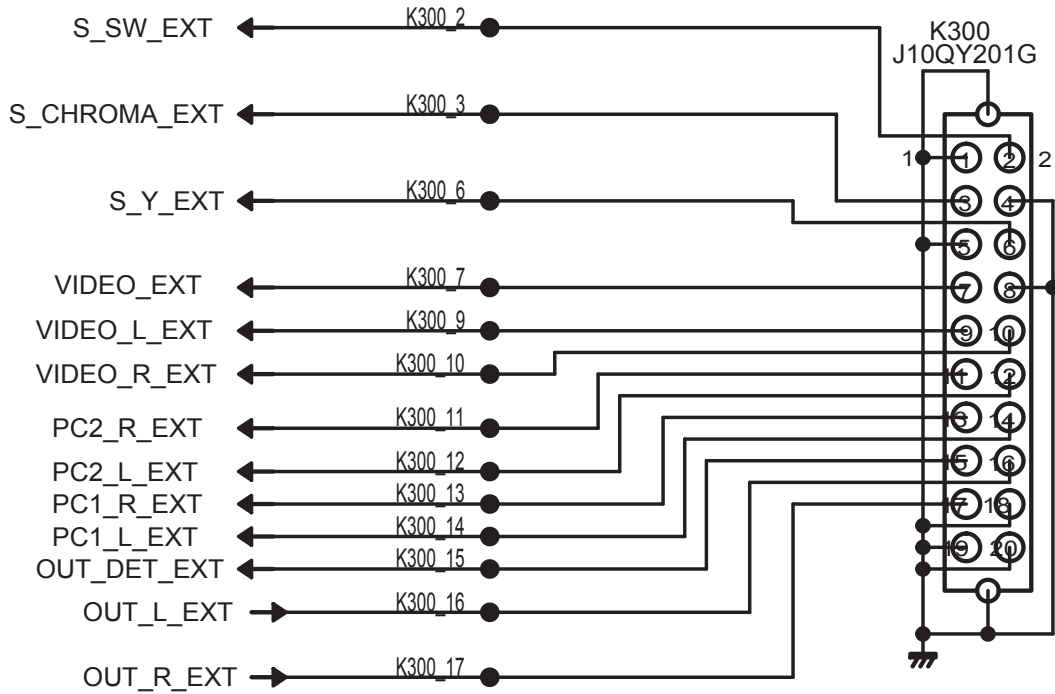 K300
J10QY201G
S_SW_EXT K300_2
S_CHROMA_EXT K300_3
1 1 2 2
S_Y_EXT K300_6
3 4
5 6
VIDEO_EXT K300_7 7 8
VIDEO_L_EXT K300_9 9 10
VIDEO_R_EXT K300_10
11 12
PC2_R_EXT K300_11 13 14
PC2_L_EXT K300_12 15 16
PC1_R_EXT K300_13 17 18
PC1_L_EXT K300_14
OUT_DET_EXT K300_15 19 20
OUT_L_EXT K300_16
OUT_R_EXT K300_17